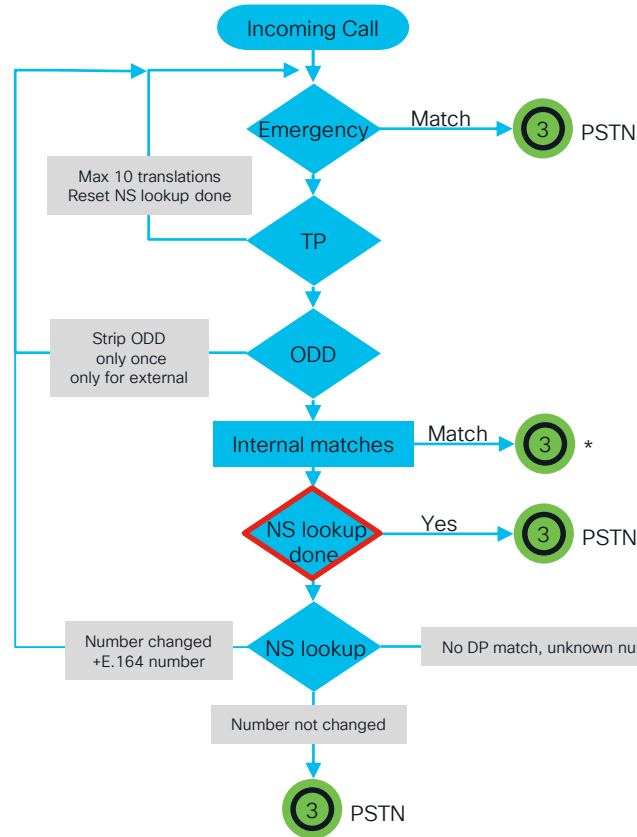 Incoming Call
Emergency
Match
3
PSTN
Max 10 translations
Reset NS lookup done
TP
Strip ODD
only once
only for external
ODD
Internal matches
Match
3
*
NS lookup
done
Yes
3
PSTN
Number changed
+E.164 number
NS lookup
No DP match, unknown nu
Number not changed
3
PSTN